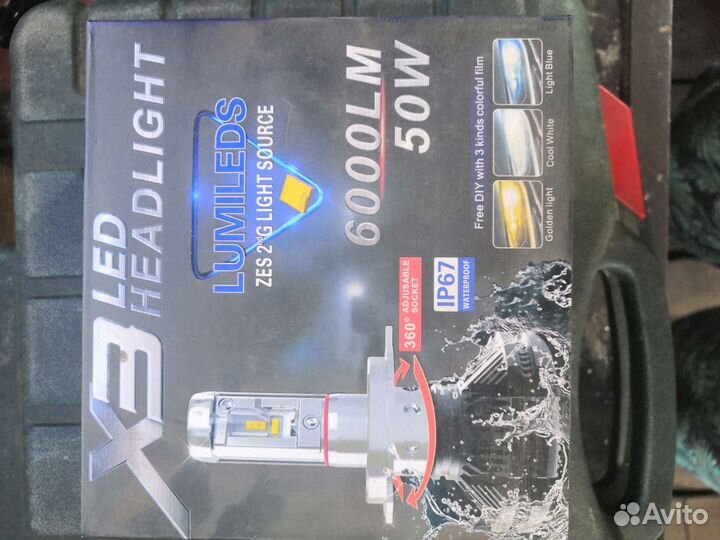 X3 LED
HEADLIGHT
LUMILEDS
ZES 2ndG LIGHT SOURCE
6000LM
50W
Free DIY with 3 kinds colorful film
Light Blue
Cool White
Golden light
360° ADJUSABLE
SOCKET
IP67
WATERPROOF
Avito